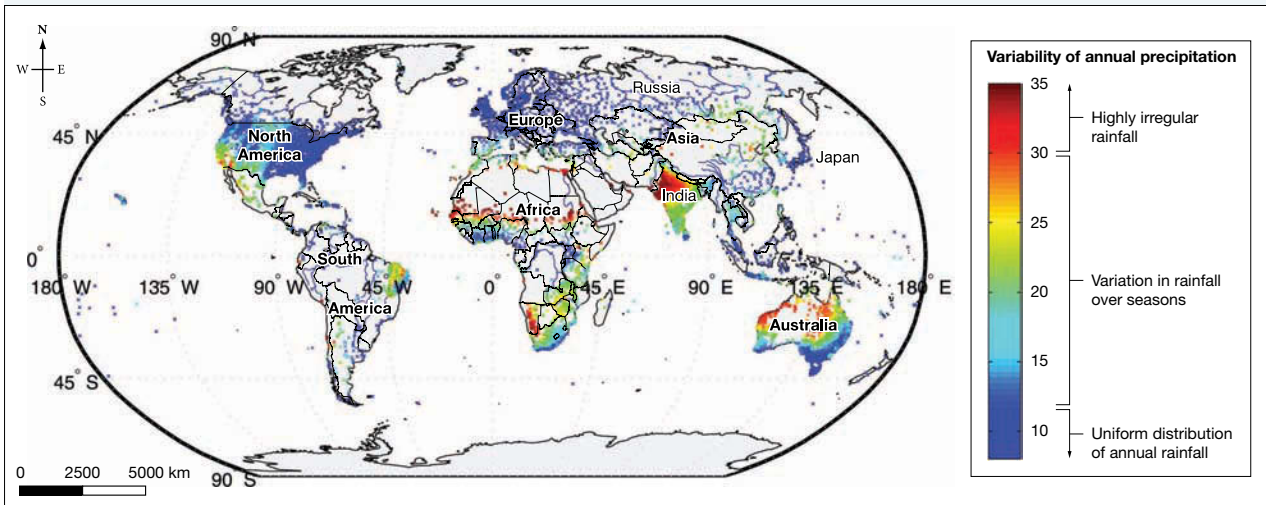 N
W E
S
90° N
45° N
0°
180° W
135° W
90° W
45° W
0
45° E
90° E
135° E
180° E
45° S
90° S
North
America
South
America
Europe
Africa
Russia
Asia
Japan
India
Australia
0 2500 5000 km
Variability of annual precipitation
35
30
25
20
15
10
Highly irregular
rainfall
Variation in rainfall
over seasons
Uniform distribution
of annual rainfall